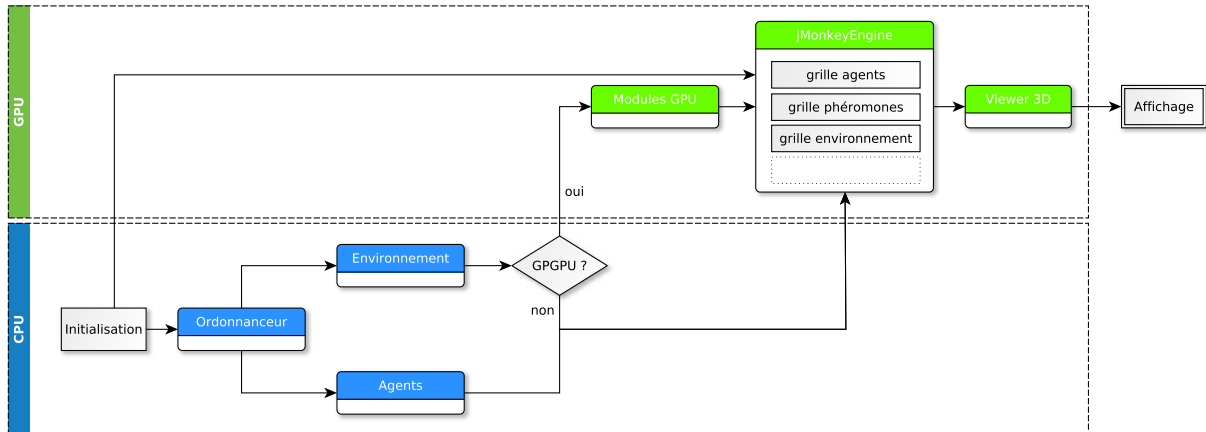 GPU
jMonkeyEngine
grille agents
Modules GPU
grille phéromones
Viewer 3D
Affichage
grille environnement
oui
CPU
Environnement
GPGPU ?
non
Initialisation
Ordonnanceur
Agents